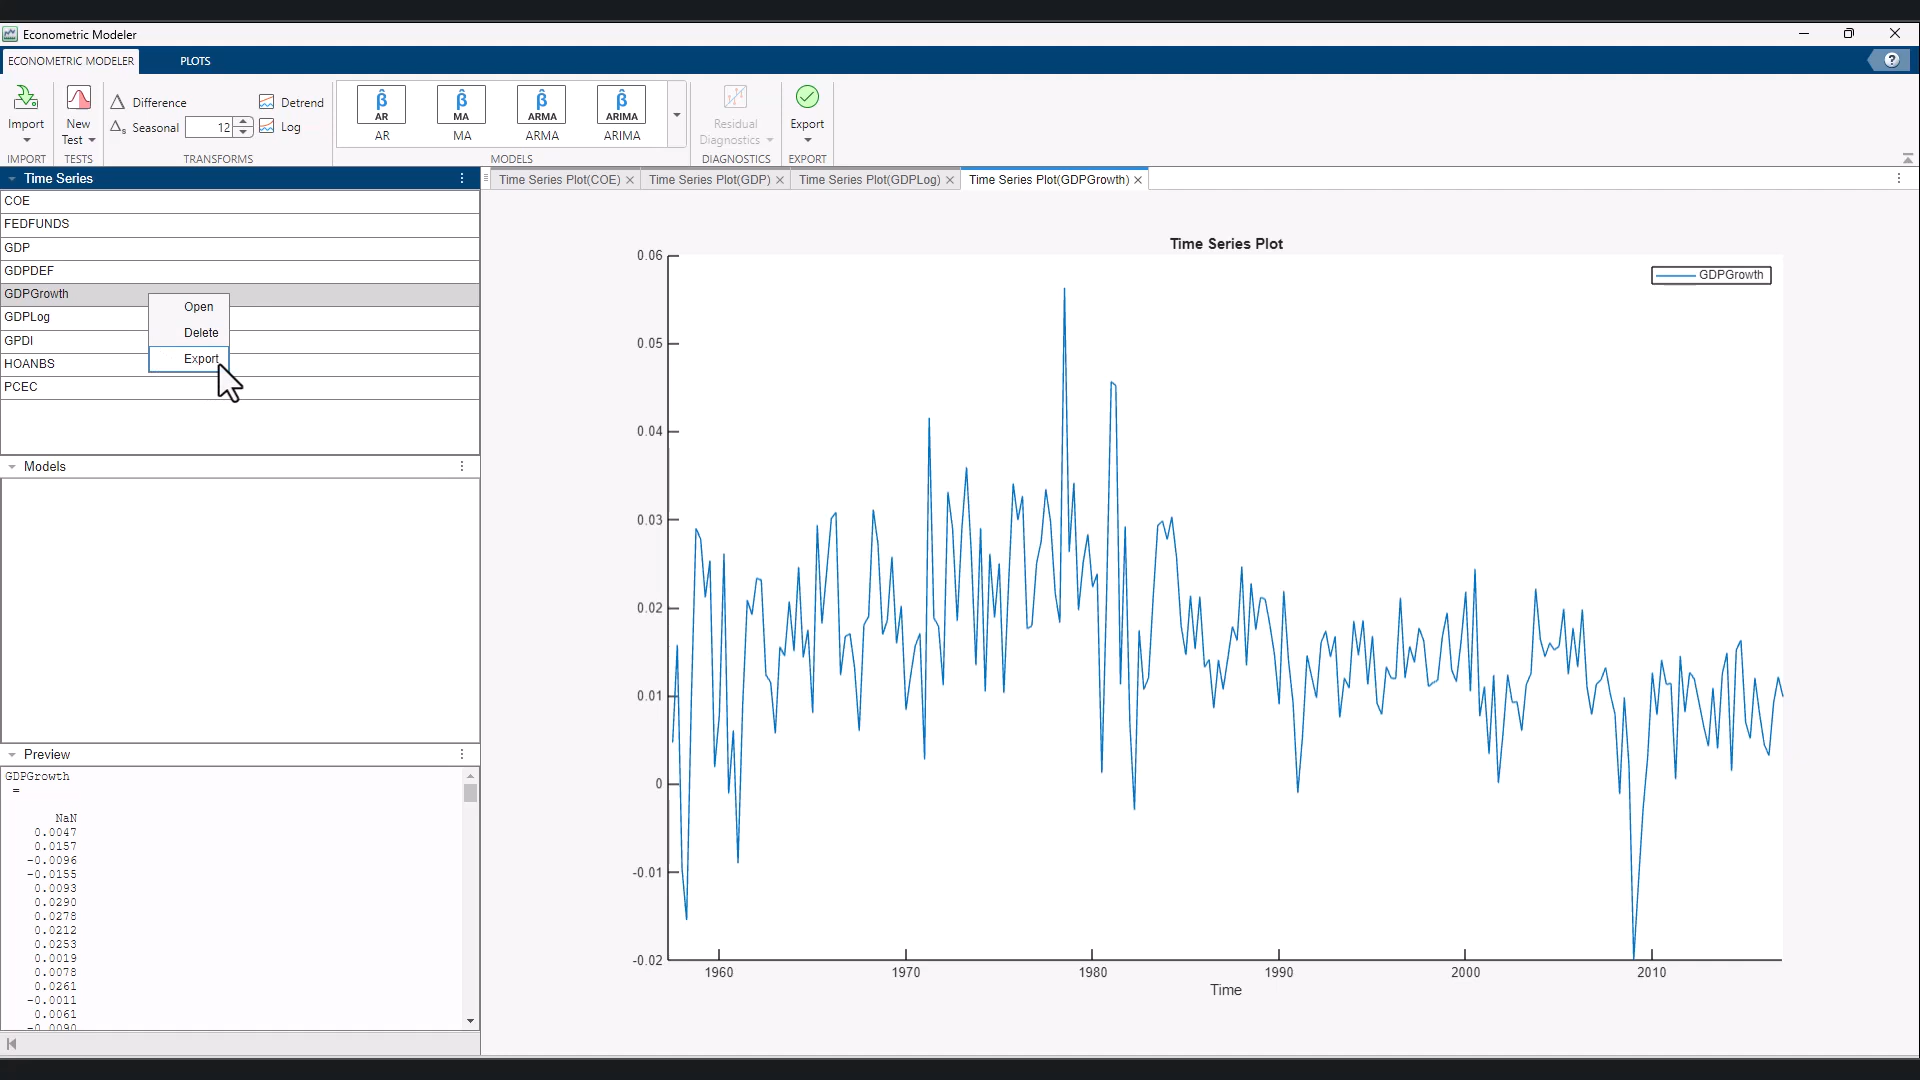 Econometric Modeler
ECONOMETRIC MODELER
PLOTS
?
Import
New
Test
Difference
Seasonal
12
Detrend
Log
β
AR
AR
β
MA
MA
β
ARMA
ARMA
β
ARIMA
ARIMA
Residual
Diagnostics
Export
IMPORT
TESTS
TRANSFORMS
MODELS
DIAGNOSTICS
EXPORT
Time Series
Time Series Plot(COE)
Time Series Plot(GDP)
Time Series Plot(GDPLog)
Time Series Plot(GDPGrowth)
COE
FEDFUNDS
GDP
GDPDEF
GDPGrowth
GDPLog
GPDI
HOANBS
PCEC
Open
Delete
Export
Models
Preview
GDPGrowth
=
NaN
0.0047
0.0157
-0.0096
-0.0155
0.0093
0.0290
0.0278
0.0212
0.0253
0.0019
0.0078
0.0261
-0.0011
0.0061
-0.0090
Time Series Plot
GDPGrowth
0.06
0.05
0.04
0.03
0.02
0.01
0
-0.01
-0.02
1960
1970
1980
1990
2000
2010
Time